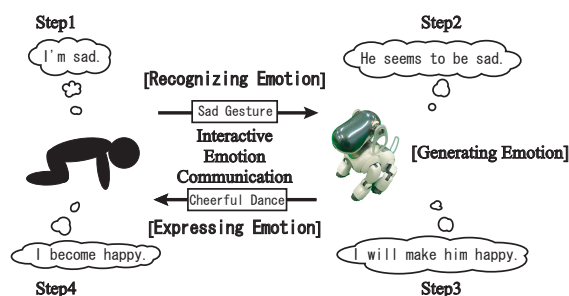 Step1
Step2
I'm sad.
He seems to be sad.
[Recognizing Emotion]
Sad Gesture
Interactive
Emotion
Communication
[Generating Emotion]
Cheerful Dance
[Expressing Emotion]
I become happy.
I will make him happy.
Step4
Step3